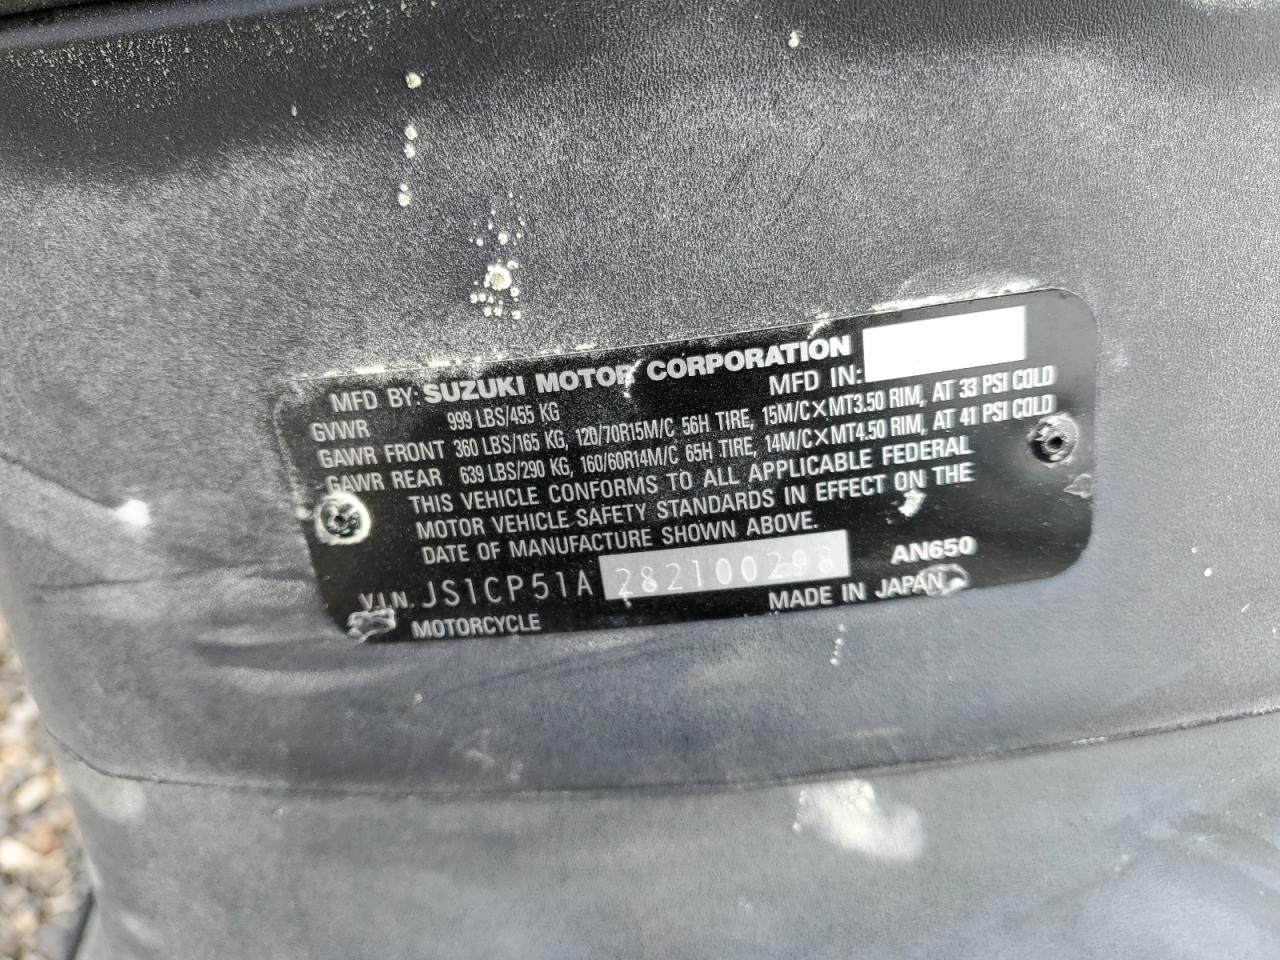 MFD BY: SUZUKI MOTOR CORPORATION
MFD IN:
GVWR 999 LBS/455 KG
GAWR FRONT 360 LBS/165 KG, 120/70R15M/C 56H TIRE, 15M/C×MT3.50 RIM, AT 33 PSI COLD
GAWR REAR 639 LBS/290 KG, 160/60R14M/C 65H TIRE, 14M/C×MT4.50 RIM, AT 41 PSI COLD
THIS VEHICLE CONFORMS TO ALL APPLICABLE FEDERAL
MOTOR VEHICLE SAFETY STANDARDS IN EFFECT ON THE
DATE OF MANUFACTURE SHOWN ABOVE.
V.I.N. JS1CP51A282100298 AN650
MOTORCYCLE MADE IN JAPAN